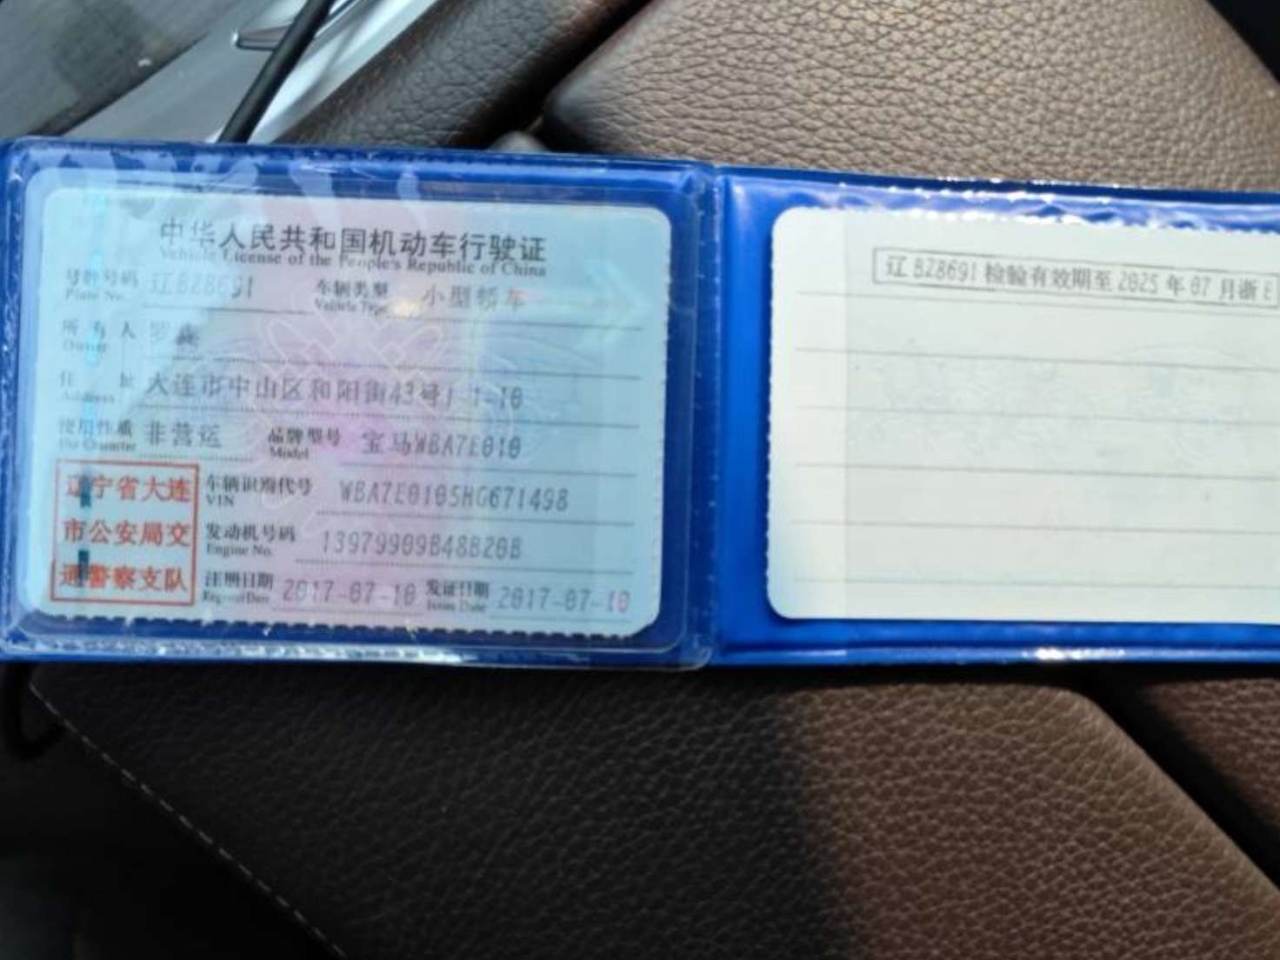 中华人民共和国机动车行驶证
Vehicle License of the People's Republic of China
号牌号码 辽BZ8691 车辆类型 小型轿车
Plate No. Vehicle Type
所有人 罗鑫
Owner
住址 大连市中山区和阳街43号1-1-10
Address
使用性质 非营运 品牌型号 宝马WBA7E010
Use Character Model
辽宁省大连
市公安局交
通警察支队
车辆识别代号 WBA7E0105HG671498
VIN
发动机号码 13979909B48B20B
Engine No.
注册日期 2017-07-10 发证日期 2017-07-10
Register Date Issue Date
辽BZ8691检验有效期至2025年07月浙E